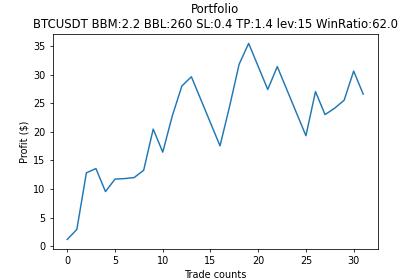 Portfolio
BTCUSDT BBM:2.2 BBL:260 SL:0.4 TP:1.4 lev:15 WinRatio:62.0
35
30
25
20
15
10
5
0
Profit ($)
0 5 10 15 20 25 30
Trade counts